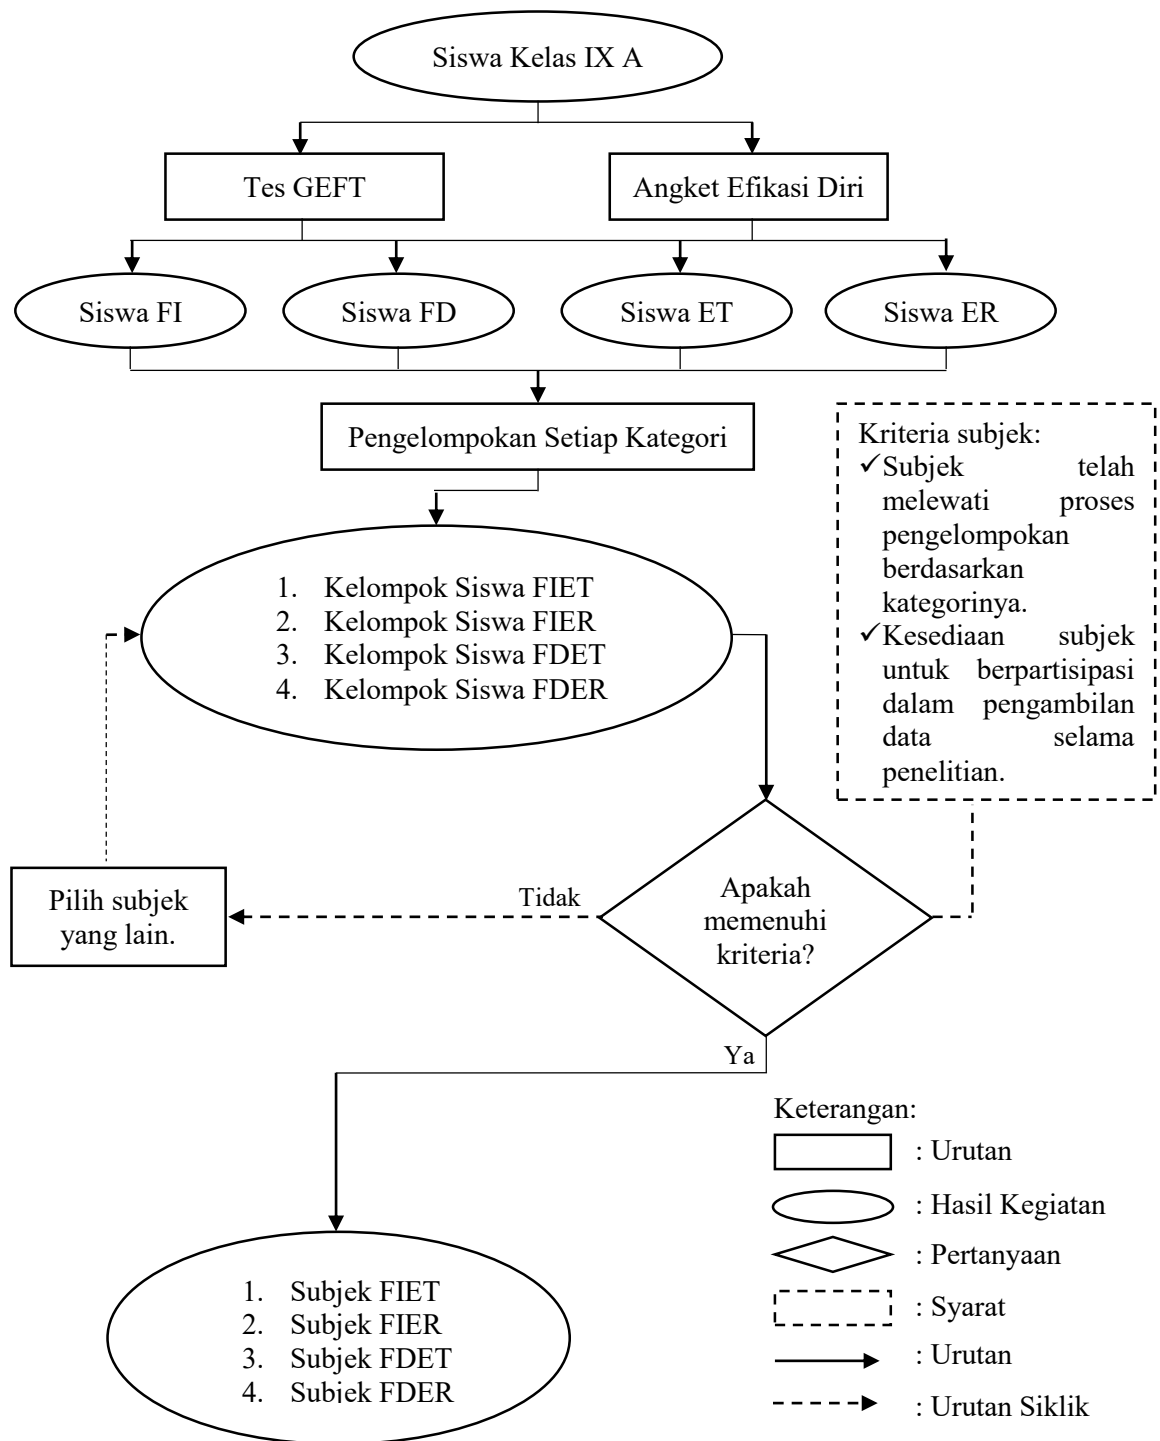 Siswa Kelas IX A
Tes GEFT
Angket Efikasi Diri
Siswa FI
Siswa FD
Siswa ET
Siswa ER
Pengelompokan Setiap Kategori
Kriteria subjek:
✓Subjek telah
melewati proses
pengelompokan
berdasarkan
kategorinya.
✓Kesediaan subjek
untuk berpartisipasi
dalam pengambilan
data selama
penelitian.
1. Kelompok Siswa FIET
2. Kelompok Siswa FIER
3. Kelompok Siswa FDET
4. Kelompok Siswa FDER
Pilih subjek
yang lain.
Tidak
Apakah
memenuhi
kriteria?
Ya
1. Subjek FIET
2. Subjek FIER
3. Subjek FDET
4. Subjek FDER
Keterangan:
: Urutan
: Hasil Kegiatan
: Pertanyaan
: Syarat
: Urutan
: Urutan Siklik